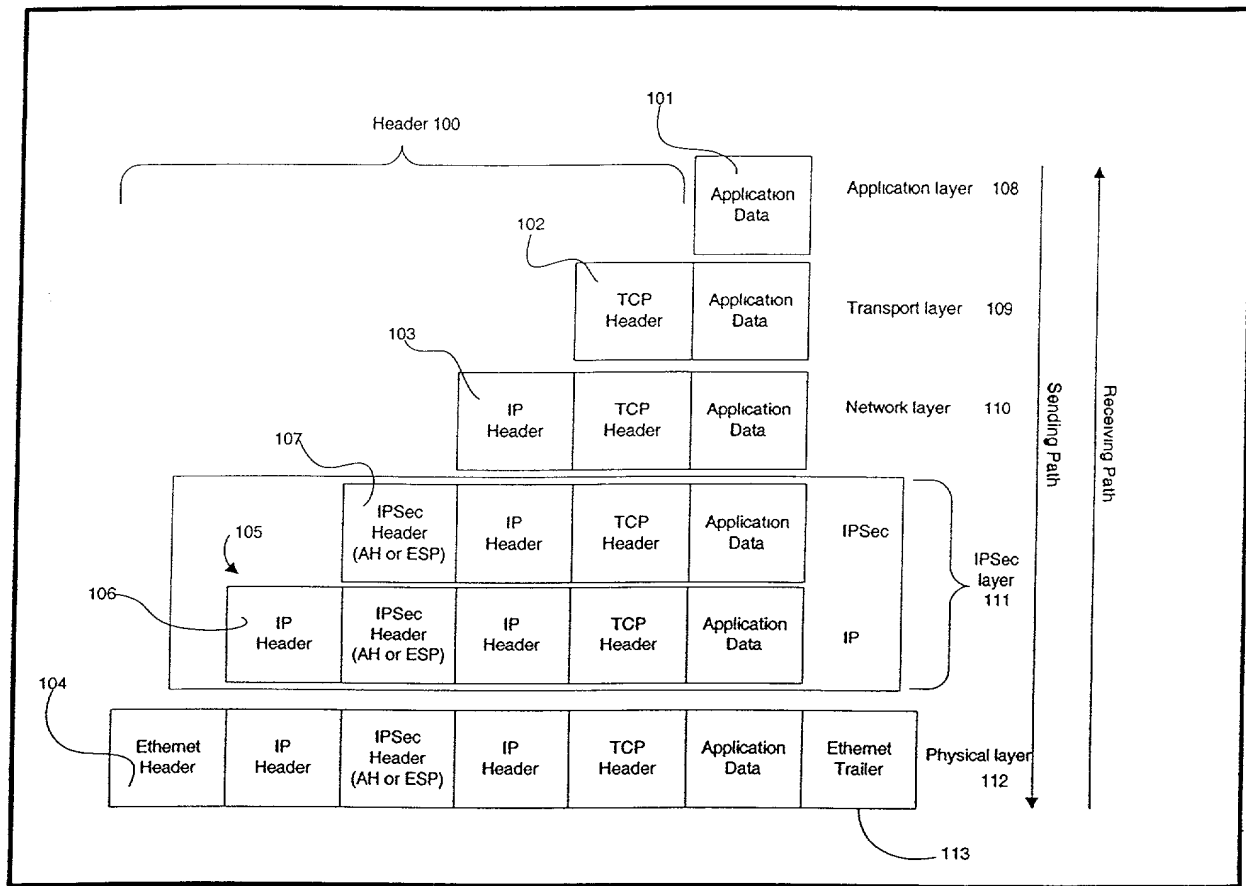 101
Header 100
Application
Data
Application layer 108
102
TCP
Header
Application
Data
Transport layer 109
103
IP
Header
TCP
Header
Application
Data
Network layer 110
107
IPSec
Header
(AH or ESP)
IP
Header
TCP
Header
Application
Data
IPSec
105
106
IP
Header
IPSec
Header
(AH or ESP)
IP
Header
TCP
Header
Application
Data
IP
IPSec
layer
111
104
Ethernet
Header
IP
Header
IPSec
Header
(AH or ESP)
IP
Header
TCP
Header
Application
Data
Ethernet
Trailer
Physical layer
112
113
Sending Path
Receiving Path